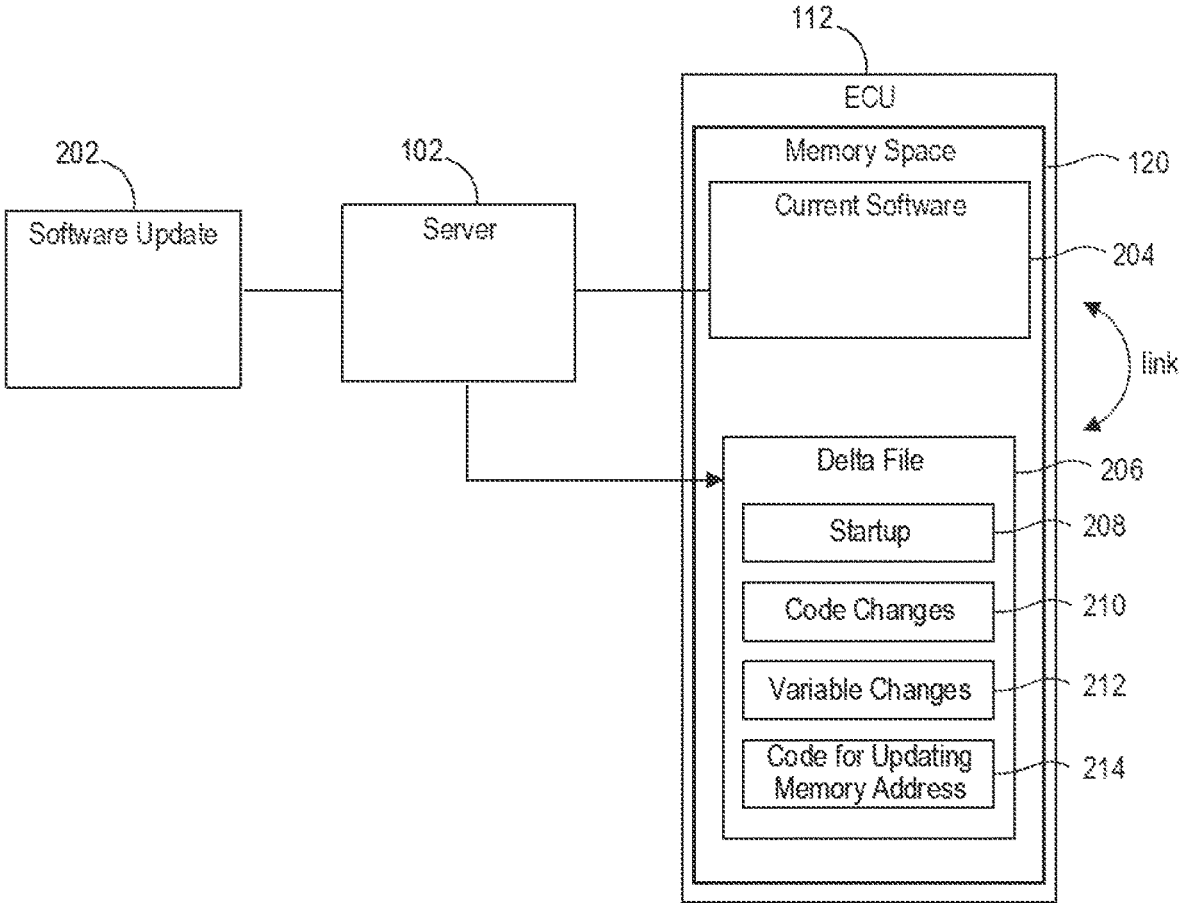 112
ECU
202
102
Memory Space
120
Software Update
Server
Current Software
204
link
Delta File
206
Startup
208
Code Changes
210
Variable Changes
212
Code for Updating
Memory Address
214